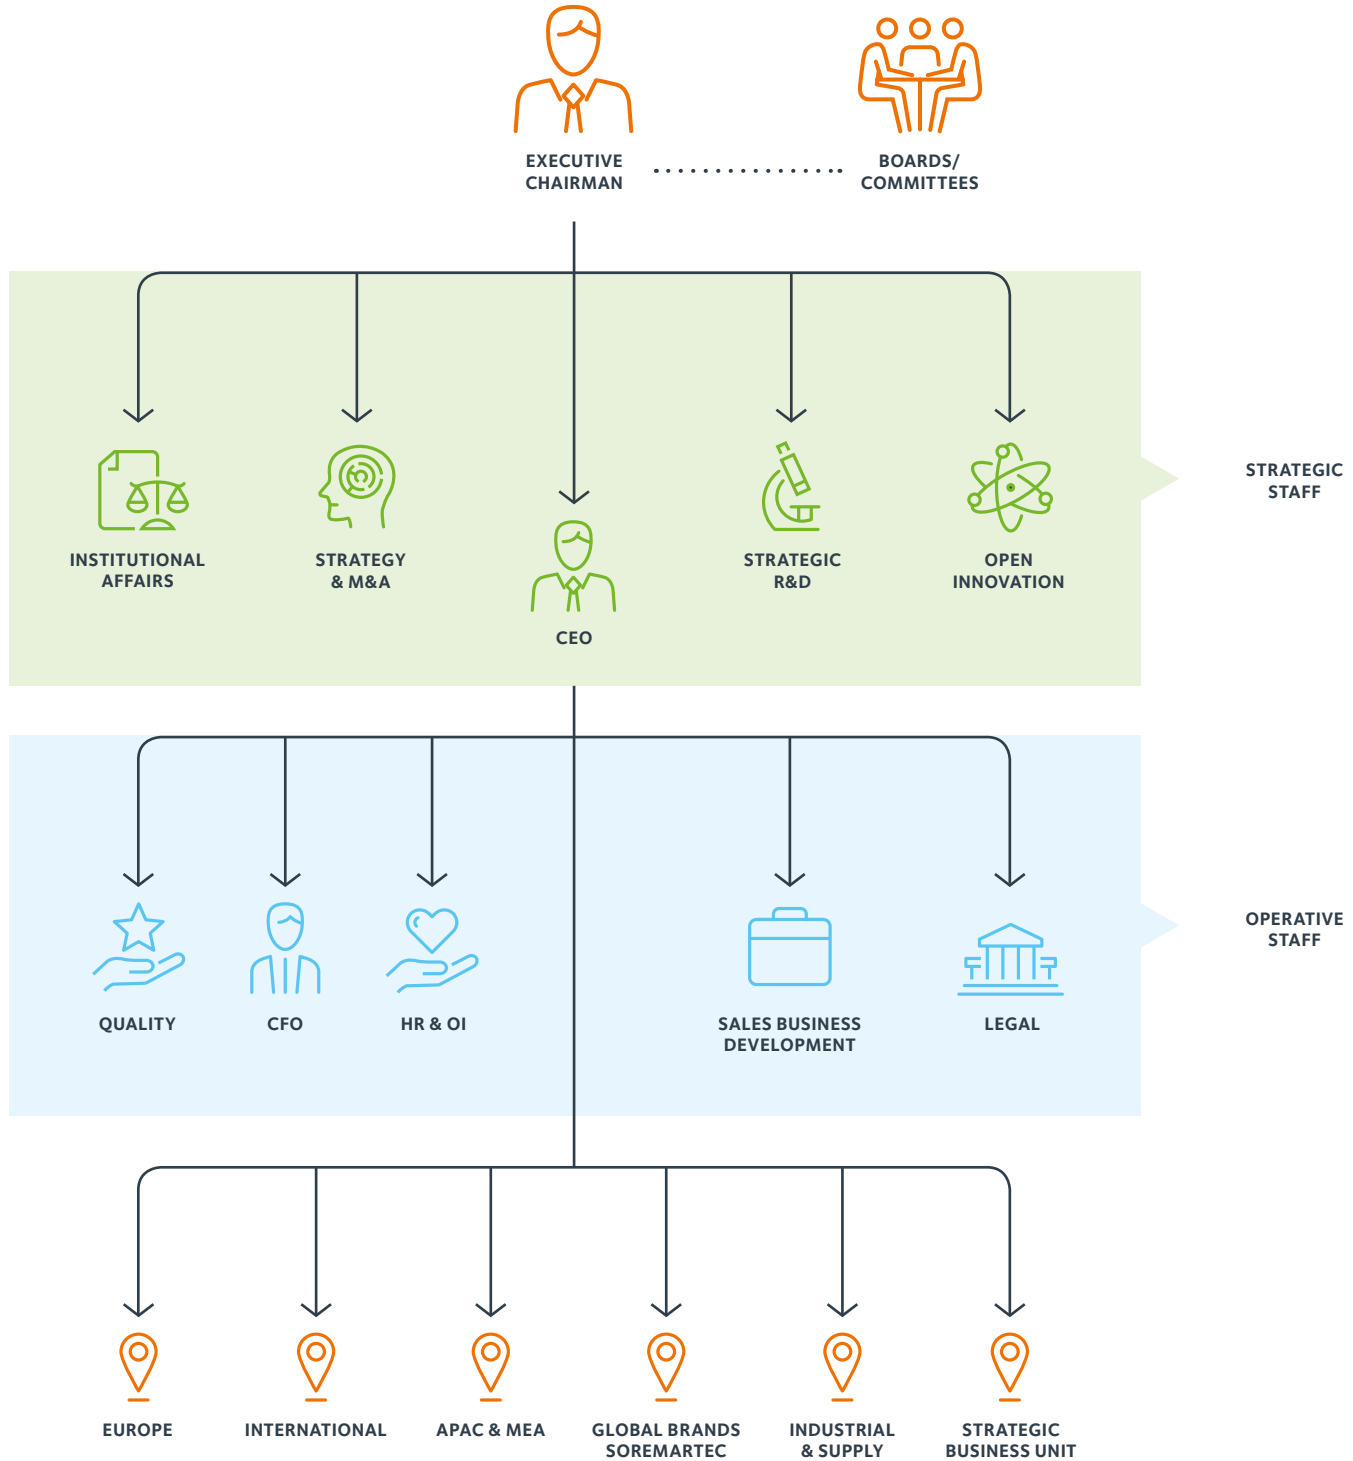 EXECUTIVE
CHAIRMAN
BOARDS/
COMMITTEES
INSTITUTIONAL
AFFAIRS
STRATEGY
& M&A
CEO
STRATEGIC
R&D
OPEN
INNOVATION
STRATEGIC
STAFF
QUALITY
CFO
HR & OI
SALES BUSINESS
DEVELOPMENT
LEGAL
OPERATIVE
STAFF
EUROPE
INTERNATIONAL
APAC & MEA
GLOBAL BRANDS
SOREMARTEC
INDUSTRIAL
& SUPPLY
STRATEGIC
BUSINESS UNIT